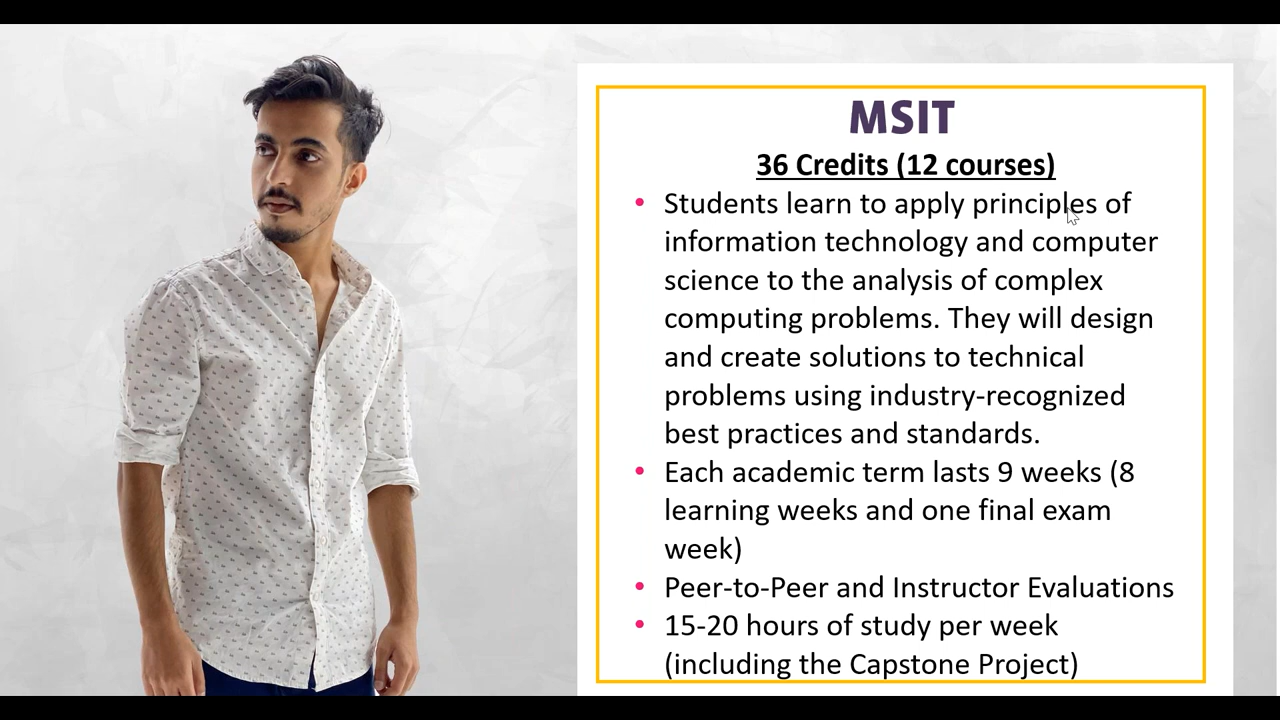 MSIT
36 Credits (12 courses)
• Students learn to apply principles of
information technology and computer
science to the analysis of complex
computing problems. They will design
and create solutions to technical
problems using industry-recognized
best practices and standards.
• Each academic term lasts 9 weeks (8
learning weeks and one final exam
week)
• Peer-to-Peer and Instructor Evaluations
• 15-20 hours of study per week
(including the Capstone Project)